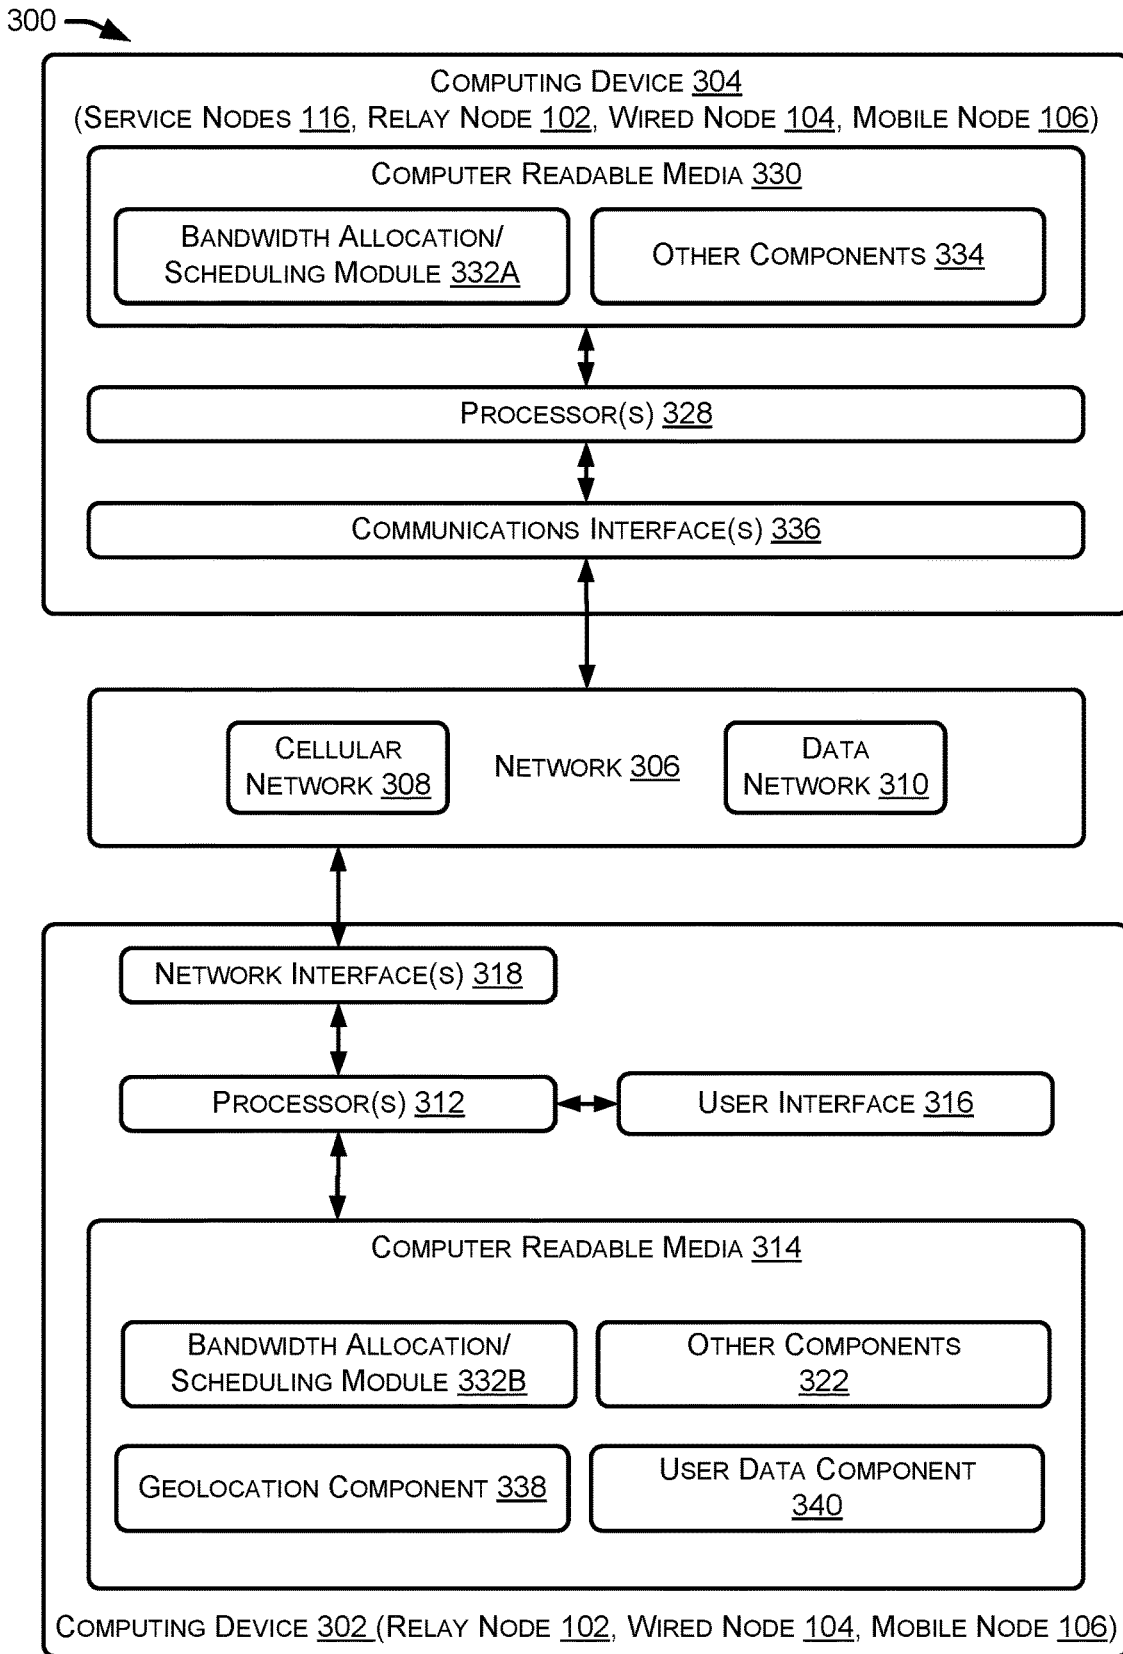 300
COMPUTING DEVICE 304
(SERVICE NODES 116, RELAY NODE 102, WIRED NODE 104, MOBILE NODE 106)
COMPUTER READABLE MEDIA 330
BANDWIDTH ALLOCATION/
SCHEDULING MODULE 332A
OTHER COMPONENTS 334
PROCESSOR(S) 328
COMMUNICATIONS INTERFACE(S) 336
CELLULAR
NETWORK 308
NETWORK 306
DATA
NETWORK 310
NETWORK INTERFACE(S) 318
PROCESSOR(S) 312
USER INTERFACE 316
COMPUTER READABLE MEDIA 314
BANDWIDTH ALLOCATION/
SCHEDULING MODULE 332B
OTHER COMPONENTS
322
GEOLOCATION COMPONENT 338
USER DATA COMPONENT
340
COMPUTING DEVICE 302 (RELAY NODE 102, WIRED NODE 104, MOBILE NODE 106)